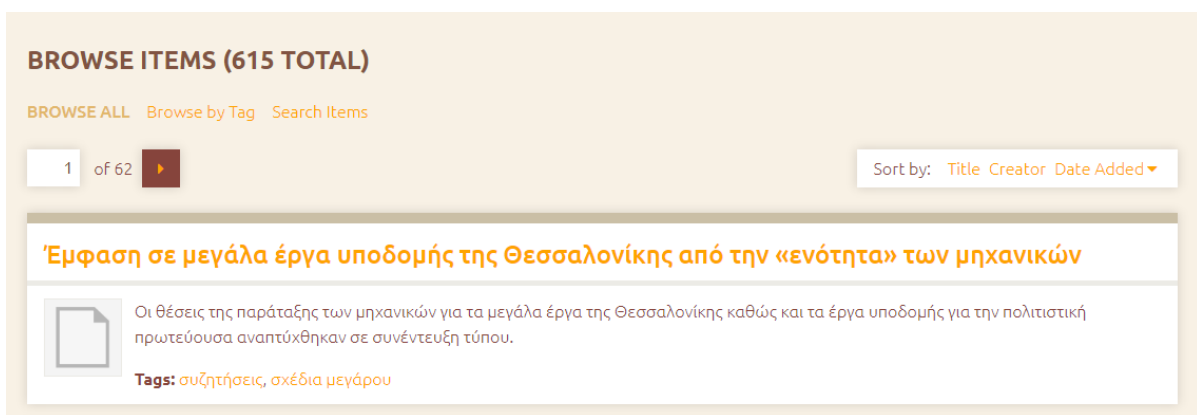 BROWSE ITEMS (615 TOTAL)
BROWSE ALL Browse by Tag Search Items
1 of 62
Sort by: Title Creator Date Added
Έμφαση σε μεγάλα έργα υποδομής της Θεσσαλονίκης από την «ενότητα» των μηχανικών
Οι θέσεις της παράταξης των μηχανικών για τα μεγάλα έργα της Θεσσαλονίκης καθώς και τα έργα υποδομής για την πολιτιστική
πρωτεύουσα αναπτύχθηκαν σε συνέντευξη τύπου.
Tags: συζητήσεις, σχέδια μεγάρου